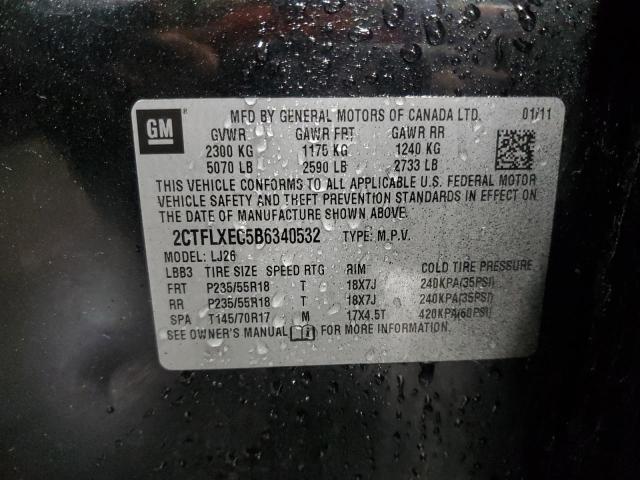 GM
MFD BY GENERAL MOTORS OF CANADA LTD. 01/11
GVWR GAWR FRT GAWR RR
2300 KG 1175 KG 1240 KG
5070 LB 2590 LB 2733 LB
THIS VEHICLE CONFORMS TO ALL APPLICABLE U.S. FEDERAL MOTOR
VEHICLE SAFETY AND THEFT PREVENTION STANDARDS IN EFFECT ON
THE DATE OF MANUFACTURE SHOWN ABOVE.
2CTFLXEC5B6340532 TYPE: M.P.V.
MODEL: LJ26
LBB3 TIRE SIZE SPEED RTG RIM COLD TIRE PRESSURE
FRT P235/55R18 T 18X7J 240KPA(35PSI)
RR P235/55R18 T 18X7J 240KPA(35PSI)
SPA T145/70R17 M 17X4.5T 420KPA(60PSI)
SEE OWNER'S MANUAL FOR MORE INFORMATION.